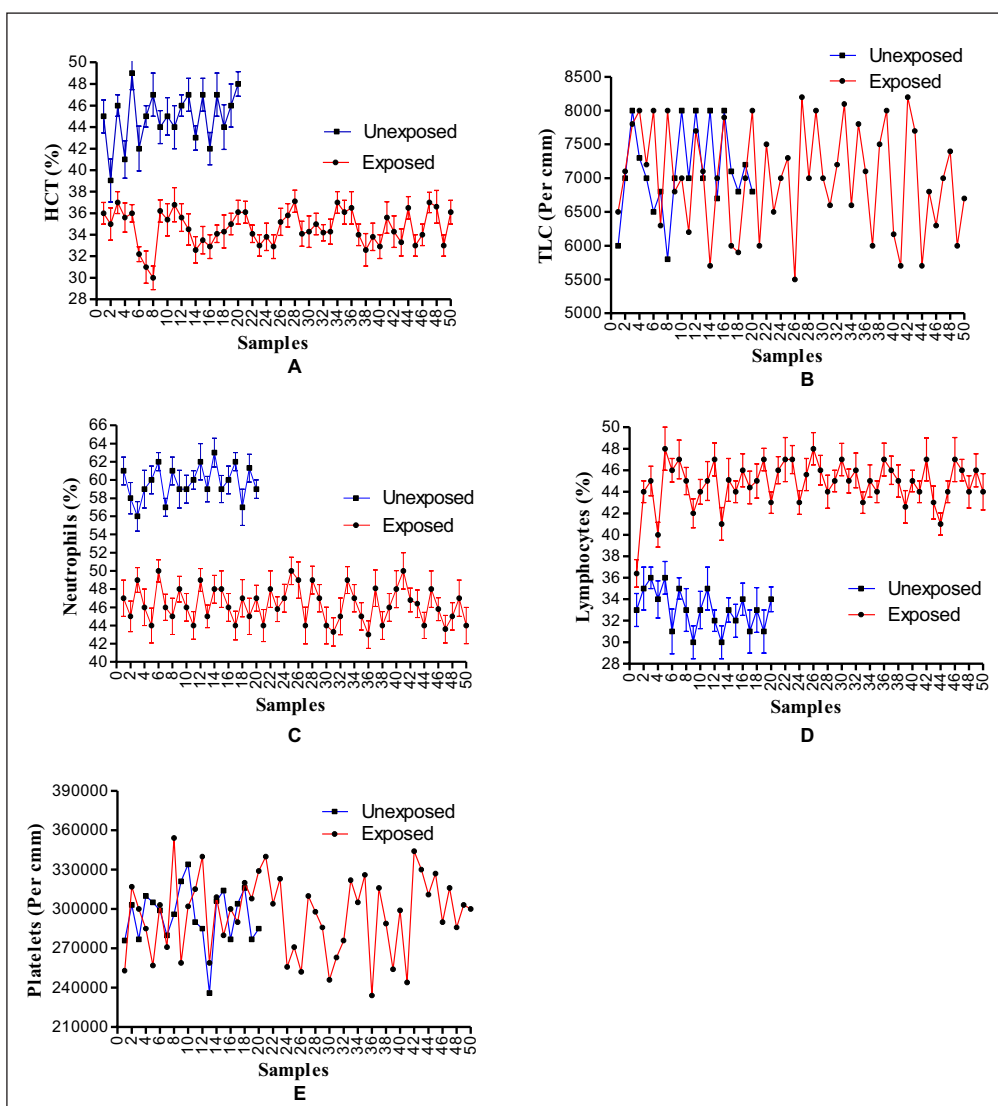 50
48
46
44
42
40
38
36
34
32
30
28
HCT (%)
Unexposed
Exposed
0 2 4 6 8 10 12 14 16 18 20 22 24 26 28 30 32 34 36 38 40 42 44 46 48 50
Samples
A
Unexposed
Exposed
8500
8000
7500
7000
6500
6000
5500
5000
TLC (Per cmm)
0 2 4 6 8 10 12 14 16 18 20 22 24 26 28 30 32 34 36 38 40 42 44 46 48 50
Samples
B
66
64
62
60
58
56
54
52
50
48
46
44
42
40
Neutrophils (%)
Unexposed
Exposed
0 2 4 6 8 10 12 14 16 18 20 22 24 26 28 30 32 34 36 38 40 42 44 46 48 50
Samples
C
50
48
46
44
42
40
38
36
34
32
30
28
Lymphocytes (%)
Unexposed
Exposed
0 2 4 6 8 10 12 14 16 18 20 22 24 26 28 30 32 34 36 38 40 42 44 46 48 50
Samples
D
390000
360000
330000
300000
270000
240000
210000
Platelets (Per cmm)
Unexposed
Exposed
0 2 4 6 8 10 12 14 16 18 20 22 24 26 28 30 32 34 36 38 40 42 44 46 48 50
Samples
E